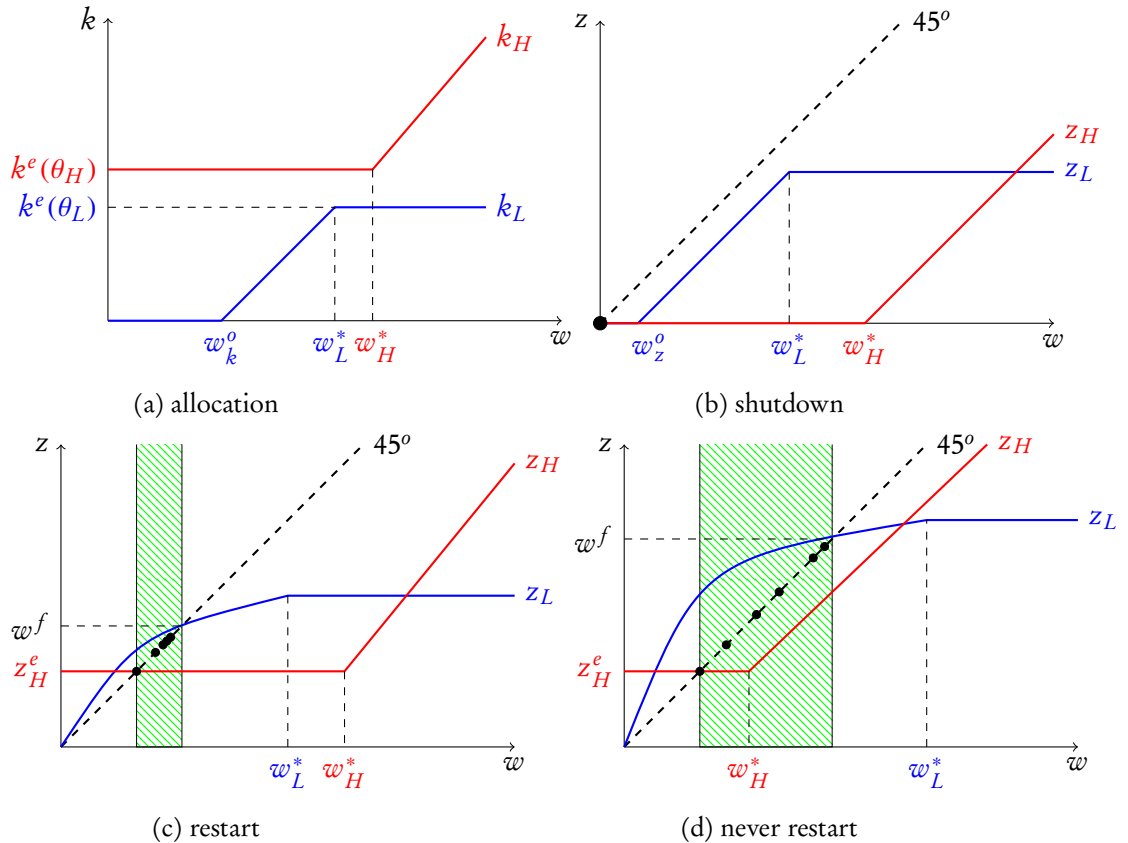 k
k_H
k^e(θ_H)
k^e(θ_L)
k_L
w_k^o
w_L^*
w_H^*
w
(a) allocation
z
45^o
z_H
z_L
w_z^o
w_L^*
w_H^*
w
(b) shutdown
z
45^o
z_H
z_L
w^f
z_H^e
w_L^*
w_H^*
w
(c) restart
z
45^o
z_H
z_L
w^f
z_H^e
w_H^*
w_L^*
w
(d) never restart